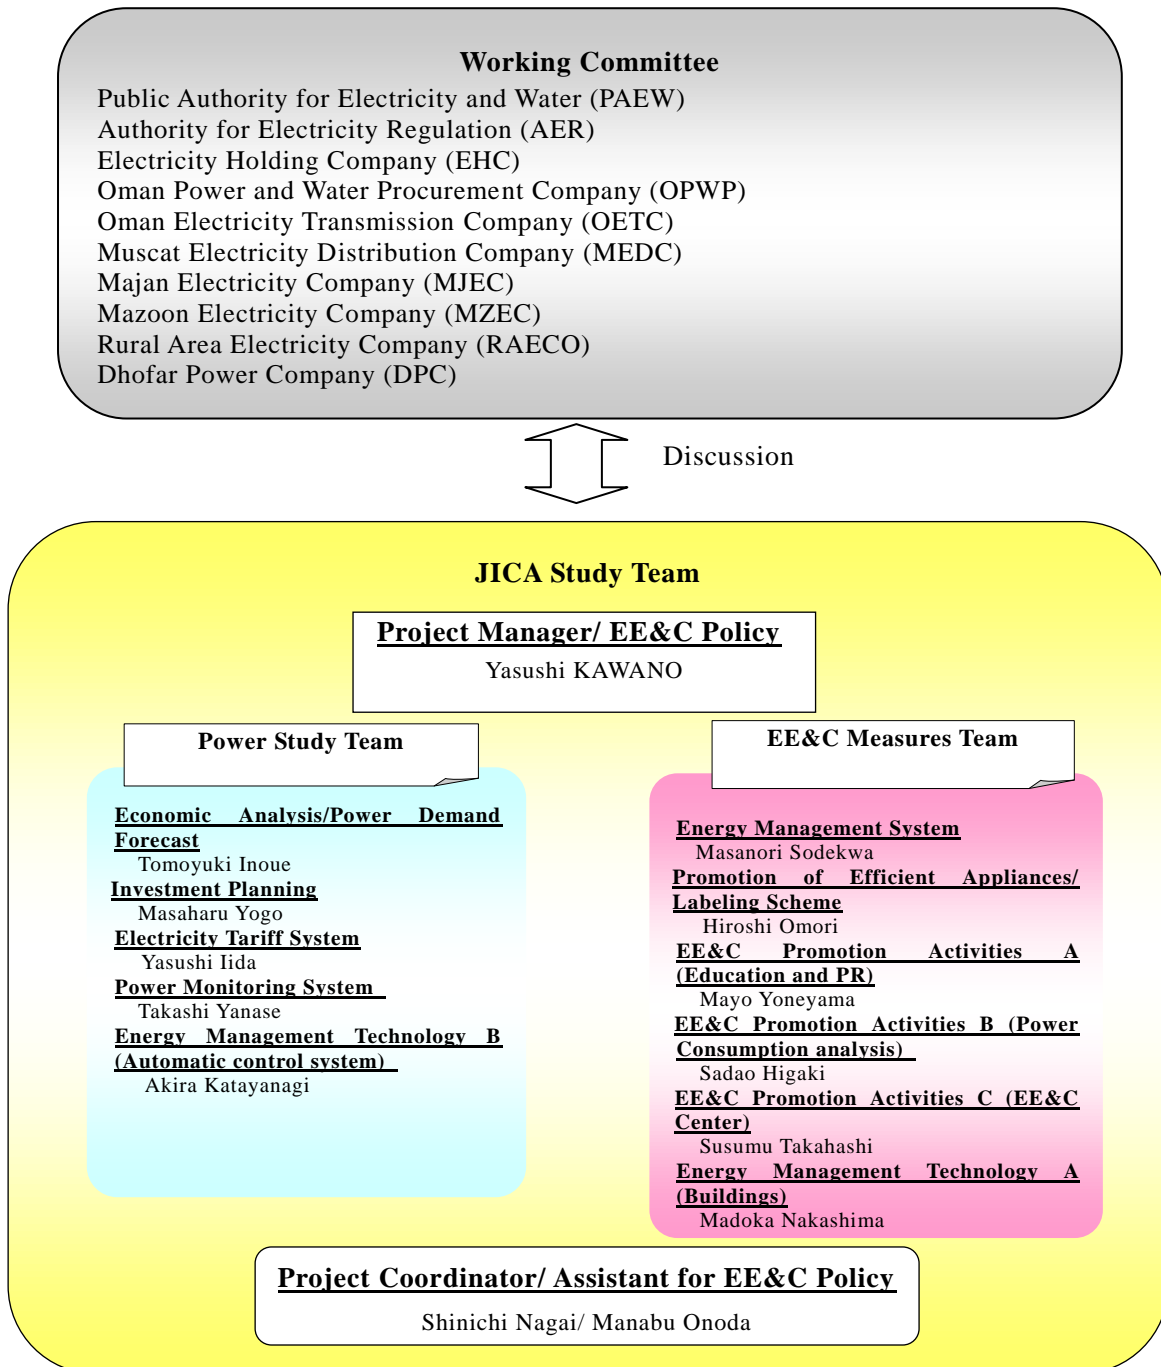 Working Committee
Public Authority for Electricity and Water (PAEW)
Authority for Electricity Regulation (AER)
Electricity Holding Company (EHC)
Oman Power and Water Procurement Company (OPWP)
Oman Electricity Transmission Company (OETC)
Muscat Electricity Distribution Company (MEDC)
Majan Electricity Company (MJEC)
Mazoon Electricity Company (MZEC)
Rural Area Electricity Company (RAECO)
Dhofar Power Company (DPC)
Discussion
JICA Study Team
Project Manager/ EE&C Policy
Yasushi KAWANO
Power Study Team
Economic Analysis/Power Demand
Forecast
Tomoyuki Inoue
Investment Planning
Masaharu Yogo
Electricity Tariff System
Yasushi Iida
Power Monitoring System
Takashi Yanase
Energy Management Technology B
(Automatic control system)
Akira Katayanagi
EE&C Measures Team
Energy Management System
Masanori Sodekwa
Promotion of Efficient Appliances/
Labeling Scheme
Hiroshi Omori
EE&C Promotion Activities A
(Education and PR)
Mayo Yoneyama
EE&C Promotion Activities B (Power
Consumption analysis)
Sadao Higaki
EE&C Promotion Activities C (EE&C
Center)
Susumu Takahashi
Energy Management Technology A
(Buildings)
Madoka Nakashima
Project Coordinator/ Assistant for EE&C Policy
Shinichi Nagai/ Manabu Onoda